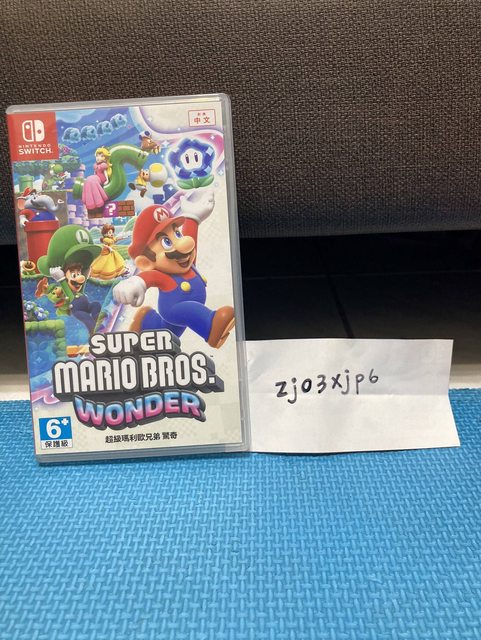 NINTENDO
SWITCH
中文
SUPER
MARIO BROS.
WONDER
超級瑪利歐兄弟 驚奇
6+
保護級
zj03xjp6